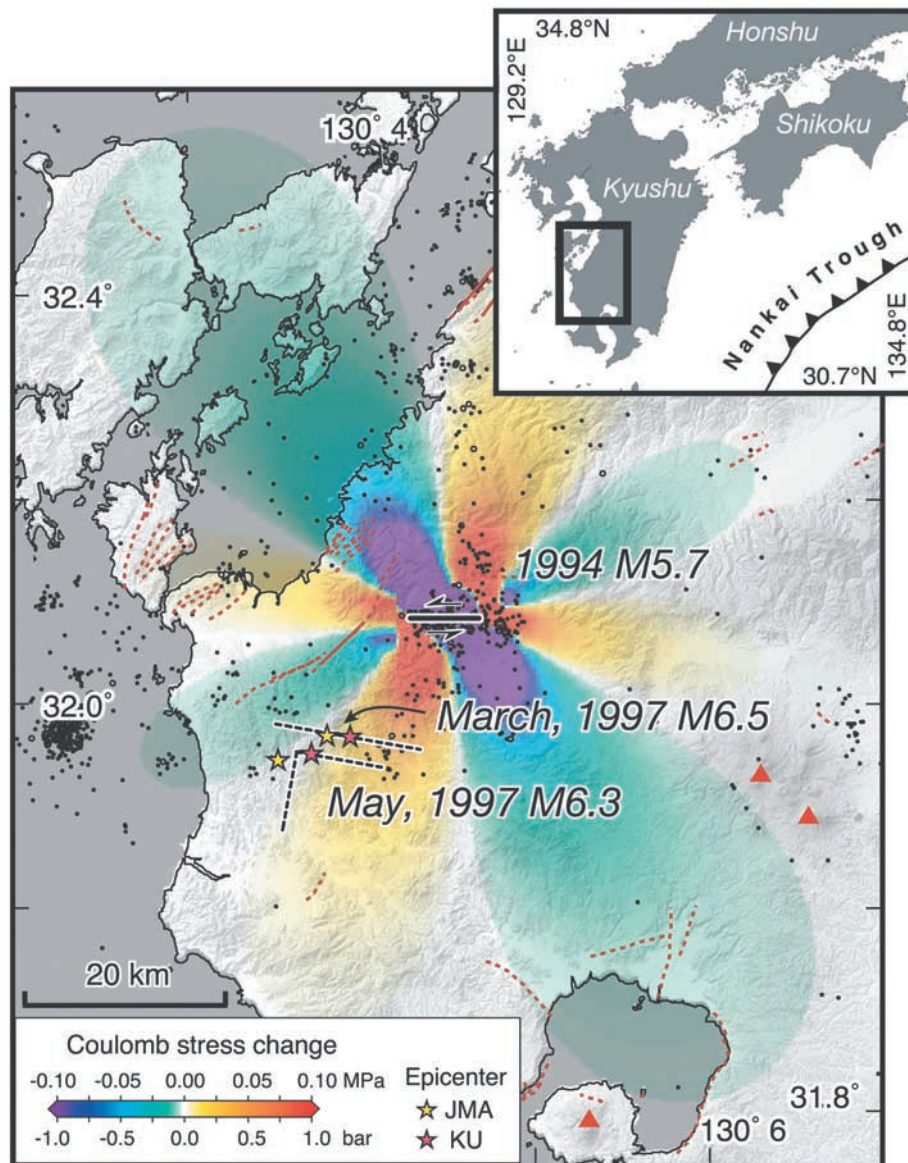 34.8°N
129.2°E
Honshu
Shikoku
Kyushu
Nankai Trough
134.8°E
30.7°N
130° 4
32.4°
1994 M5.7
32.0°
March, 1997 M6.5
May, 1997 M6.3
20 km
31.8°
130° 6
Coulomb stress change
-0.10 -0.05 0.00 0.05 0.10 MPa
-1.0 -0.5 0.0 0.5 1.0 bar
Epicenter
JMA
KU